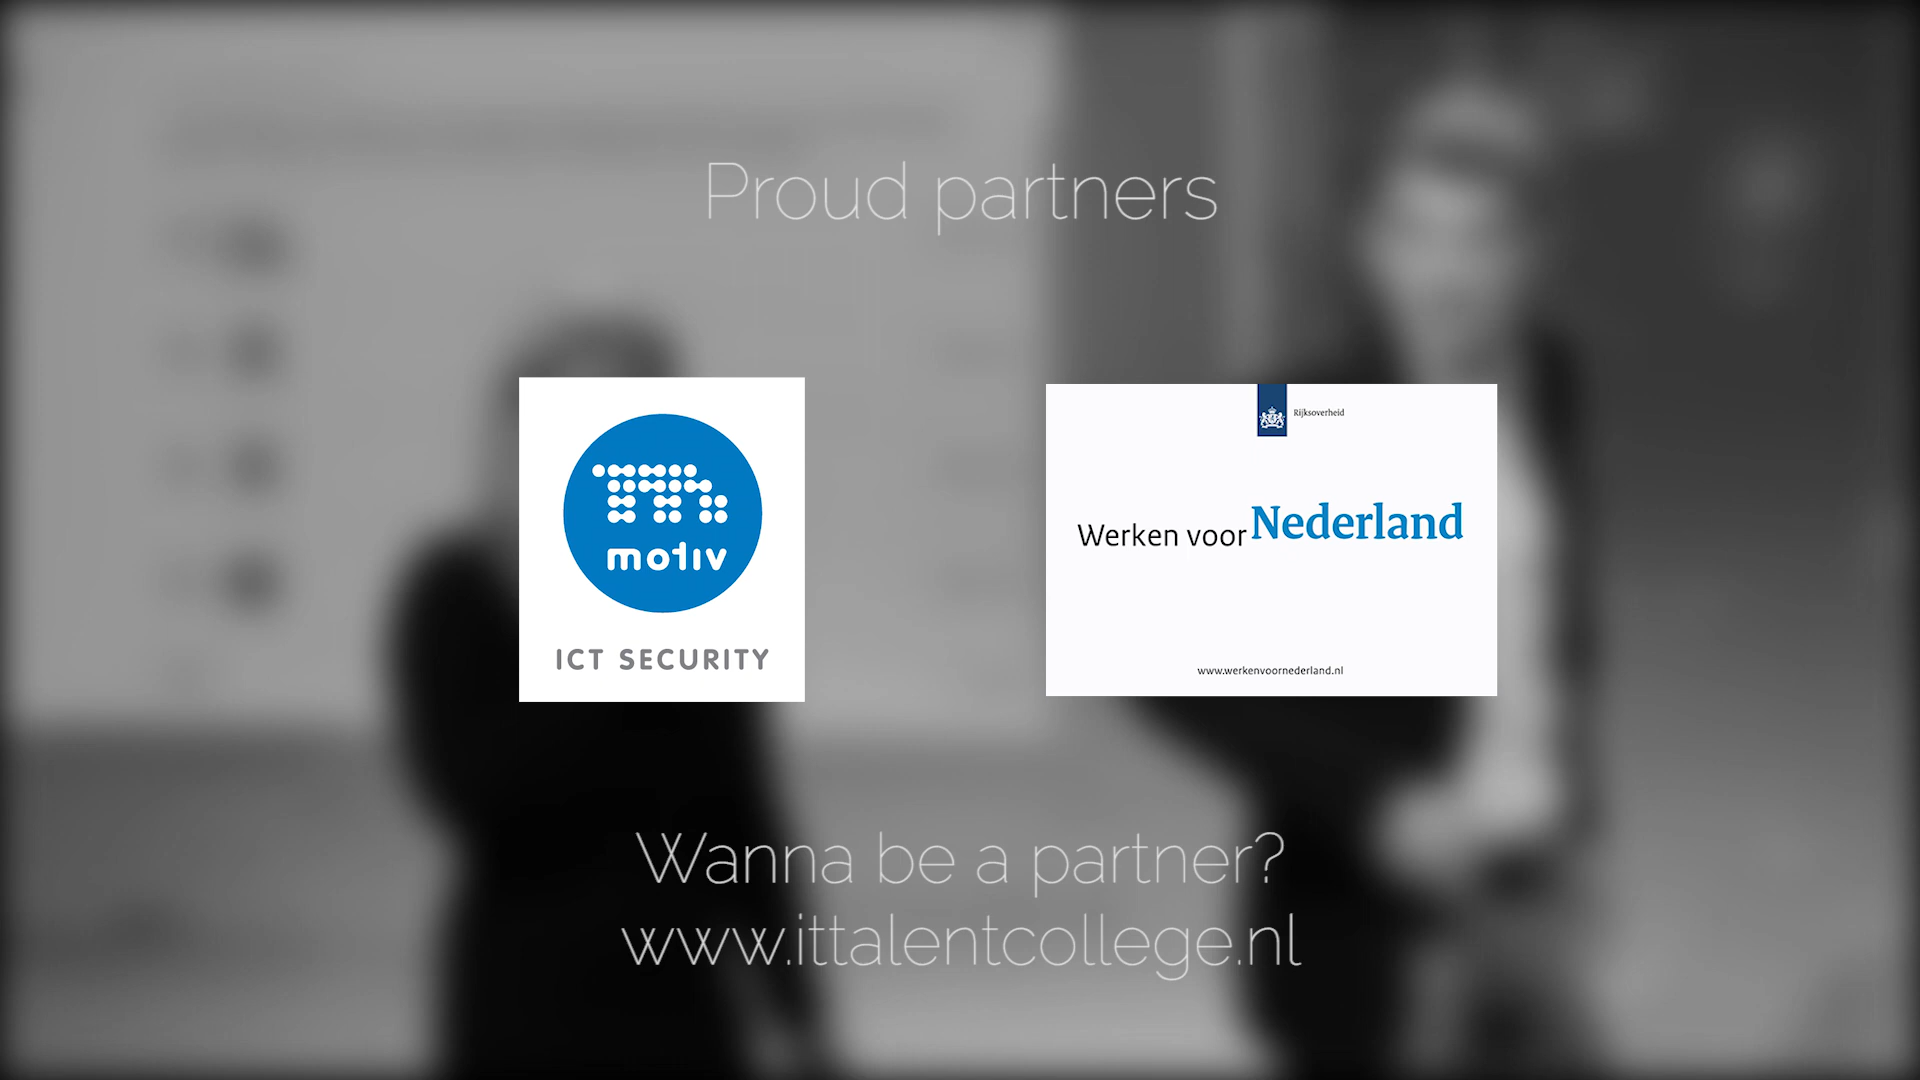 Proud partners
motiv
ICT SECURITY
Rijksoverheid
Werken voor Nederland
www.werkenvoornederland.nl
Wanna be a partner?
www.ittalentcollege.nl